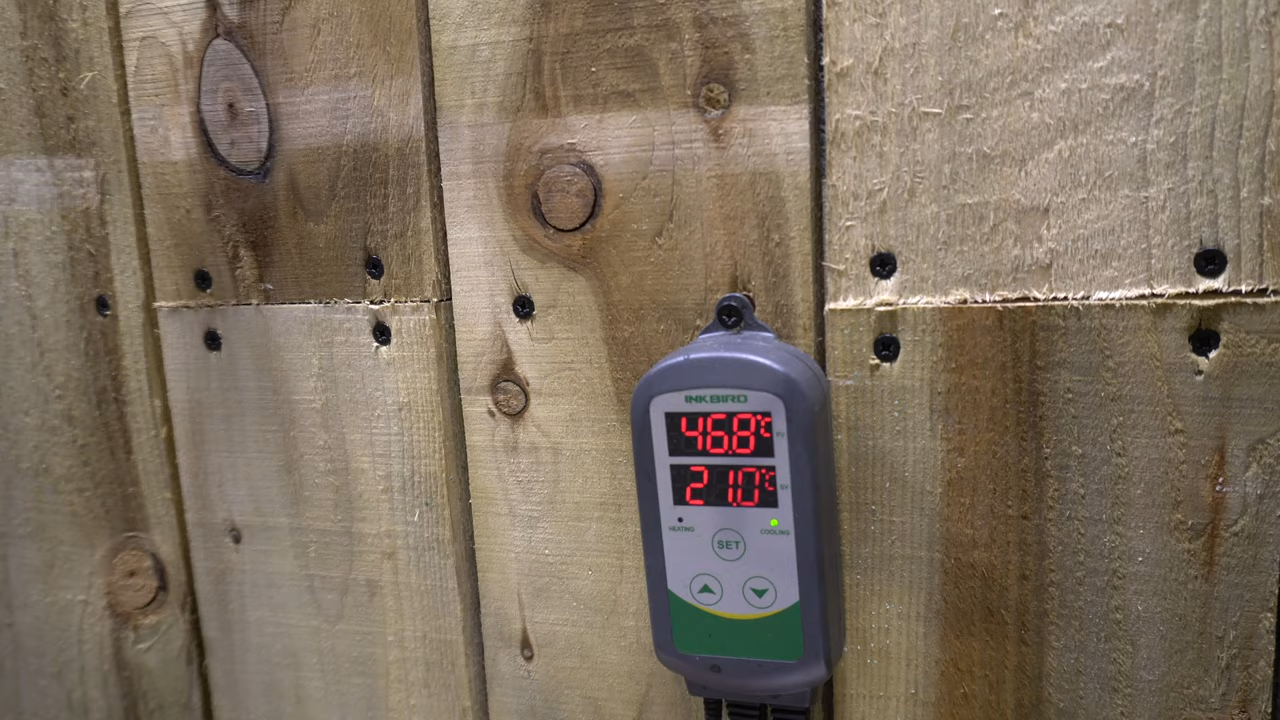 INKBIRD
46.8℃ PV
21.0℃ SV
HEATING COOLING
SET